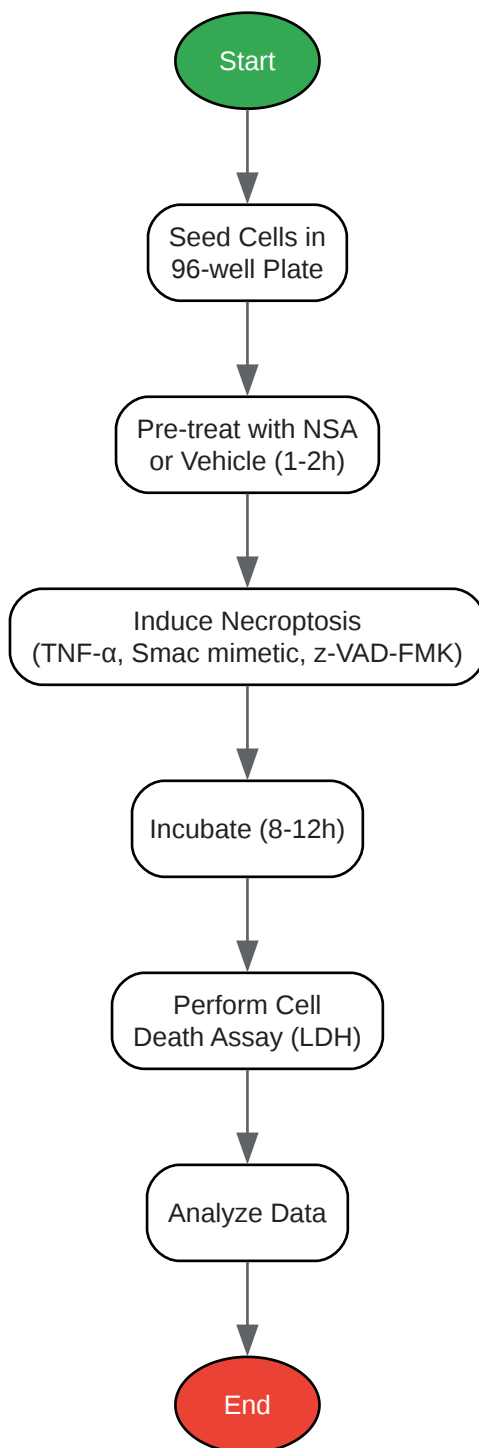 Start
Seed Cells in
96-well Plate
Pre-treat with NSA
or Vehicle (1-2h)
Induce Necroptosis
(TNF-α, Smac mimetic, z-VAD-FMK)
Incubate (8-12h)
Perform Cell
Death Assay (LDH)
Analyze Data
End